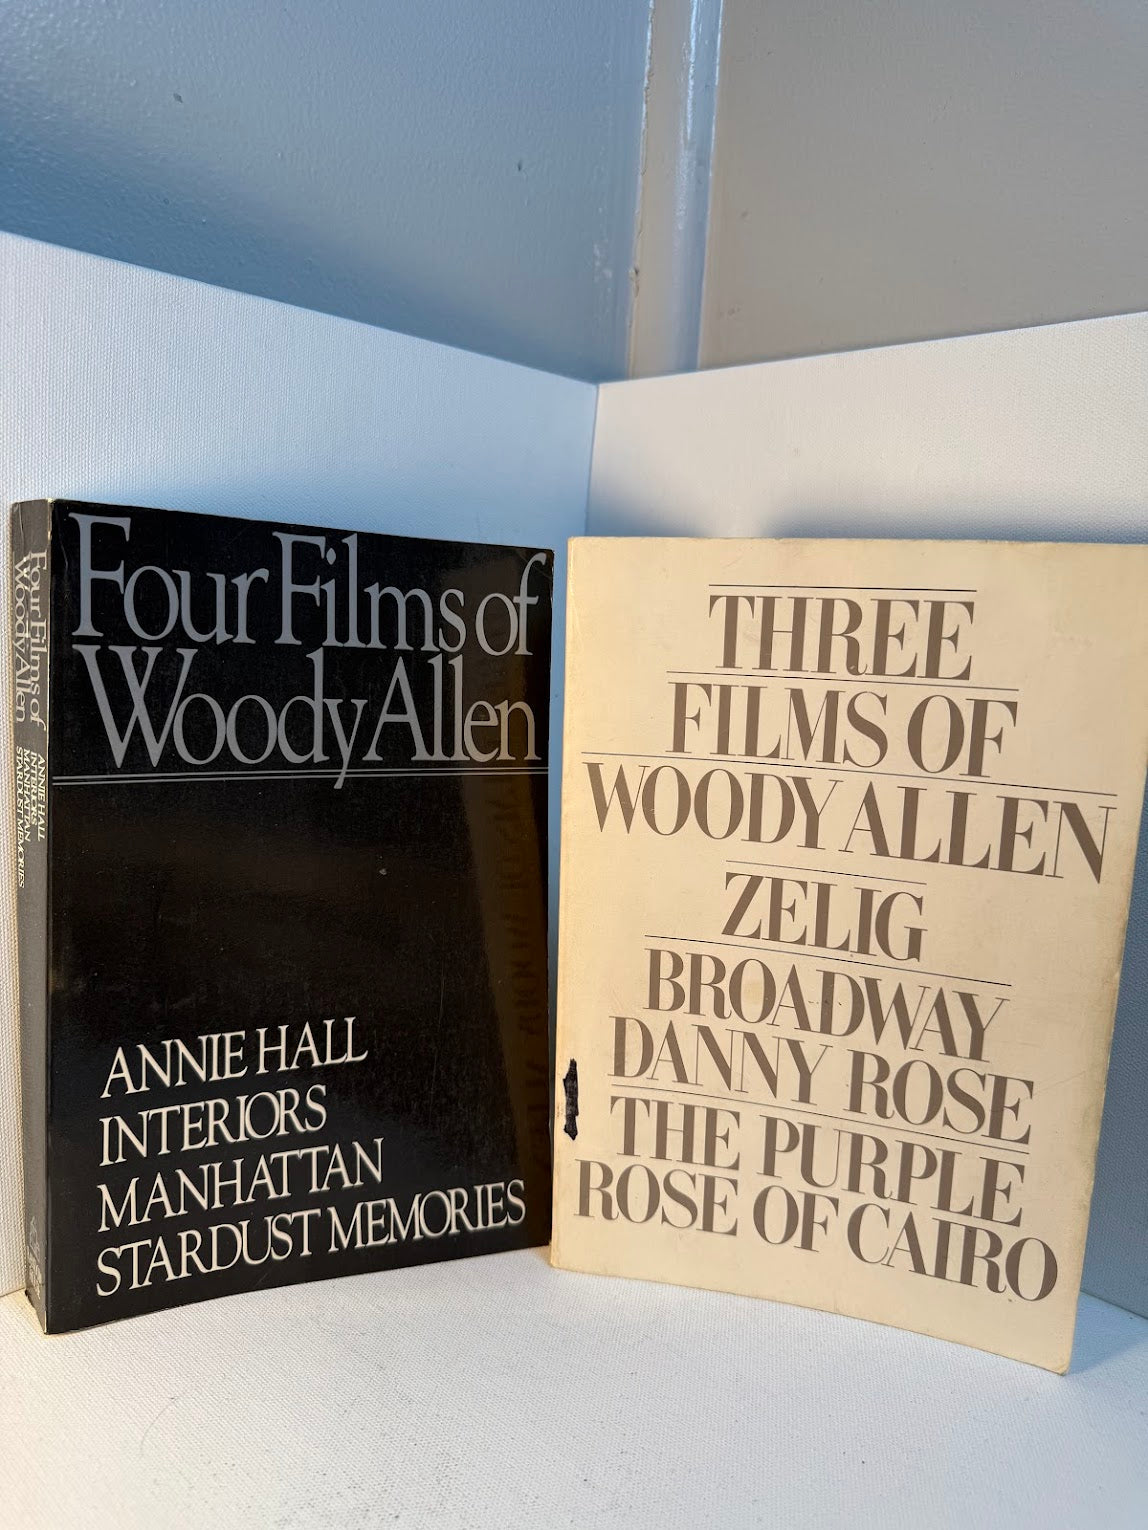 Four Films of
Woody Allen
ANNIE HALL
INTERIORS
MANHATTAN
STARDUST MEMORIES
Four Films of
Woody Allen
ANNIE HALL
INTERIORS
MANHATTAN
STARDUST MEMORIES
THREE
FILMS OF
WOODY ALLEN
ZELIG
BROADWAY
DANNY ROSE
THE PURPLE
ROSE OF CAIRO